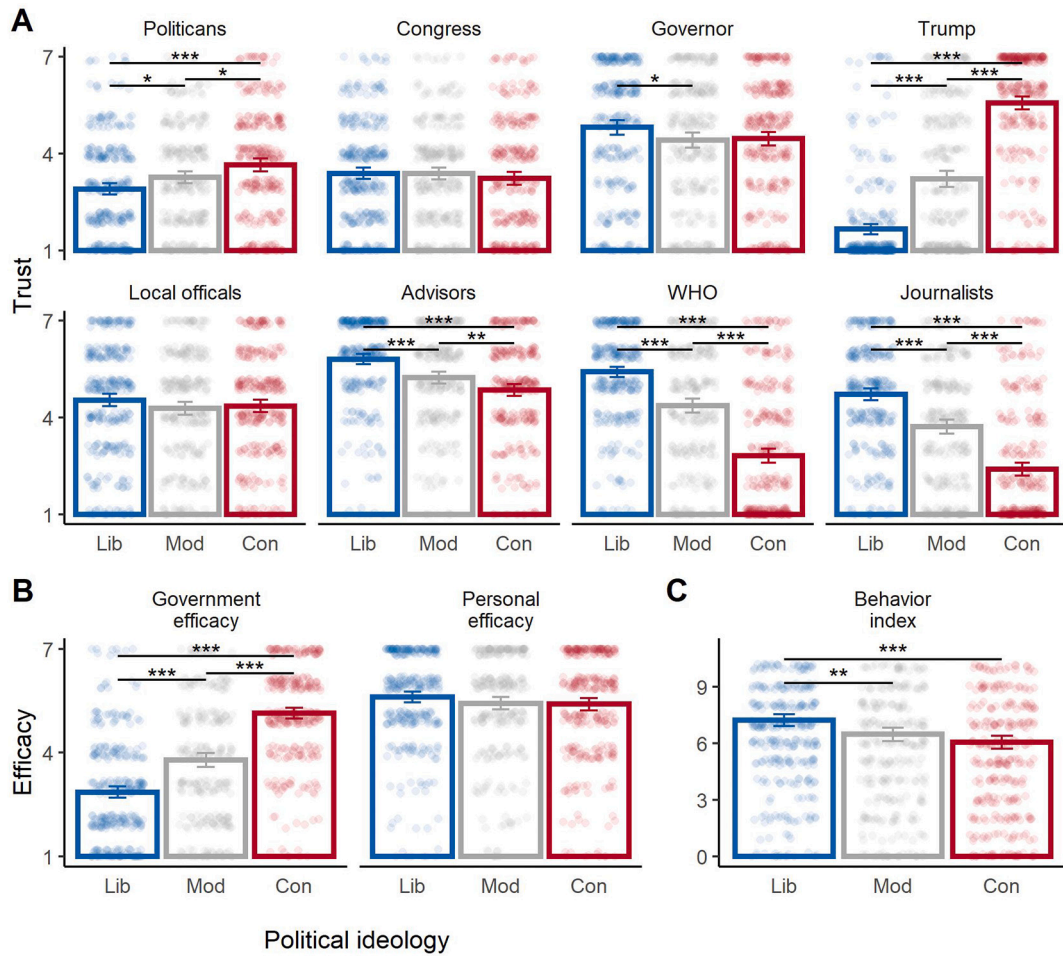 A
Politicans Congress Governor Trump
7 *** *** 
* * * *** ***
4
1
Trust
Local officals Advisors WHO Journalists
7 *** *** ***
*** ** *** *** *** ***
4
1
Lib Mod Con Lib Mod Con Lib Mod Con Lib Mod Con
B
Government
efficacy
Personal
efficacy
7 ***
*** ***
4
1
Efficacy
Lib Mod Con Lib Mod Con
C
Behavior
index
***
9 **
6
3
0
Lib Mod Con
Political ideology